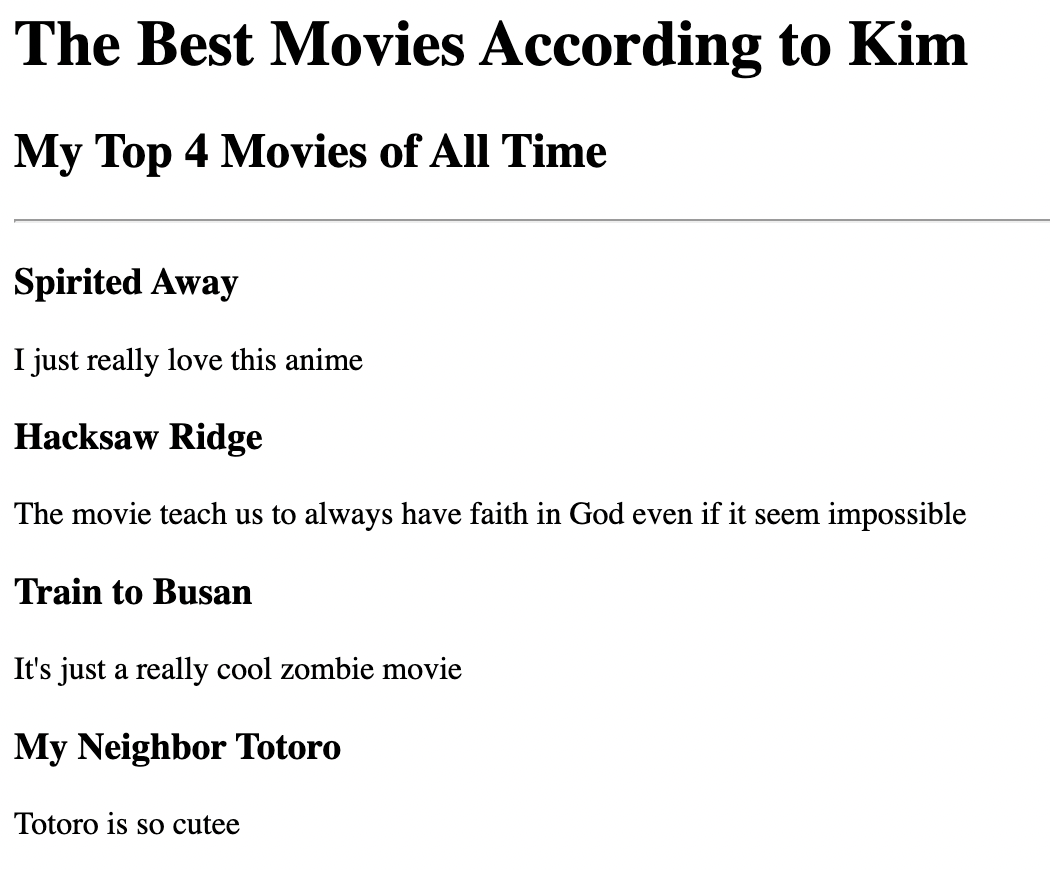 The Best Movies According to Kim
My Top 4 Movies of All Time
Spirited Away
I just really love this anime
Hacksaw Ridge
The movie teach us to always have faith in God even if it seem impossible
Train to Busan
It's just a really cool zombie movie
My Neighbor Totoro
Totoro is so cutee